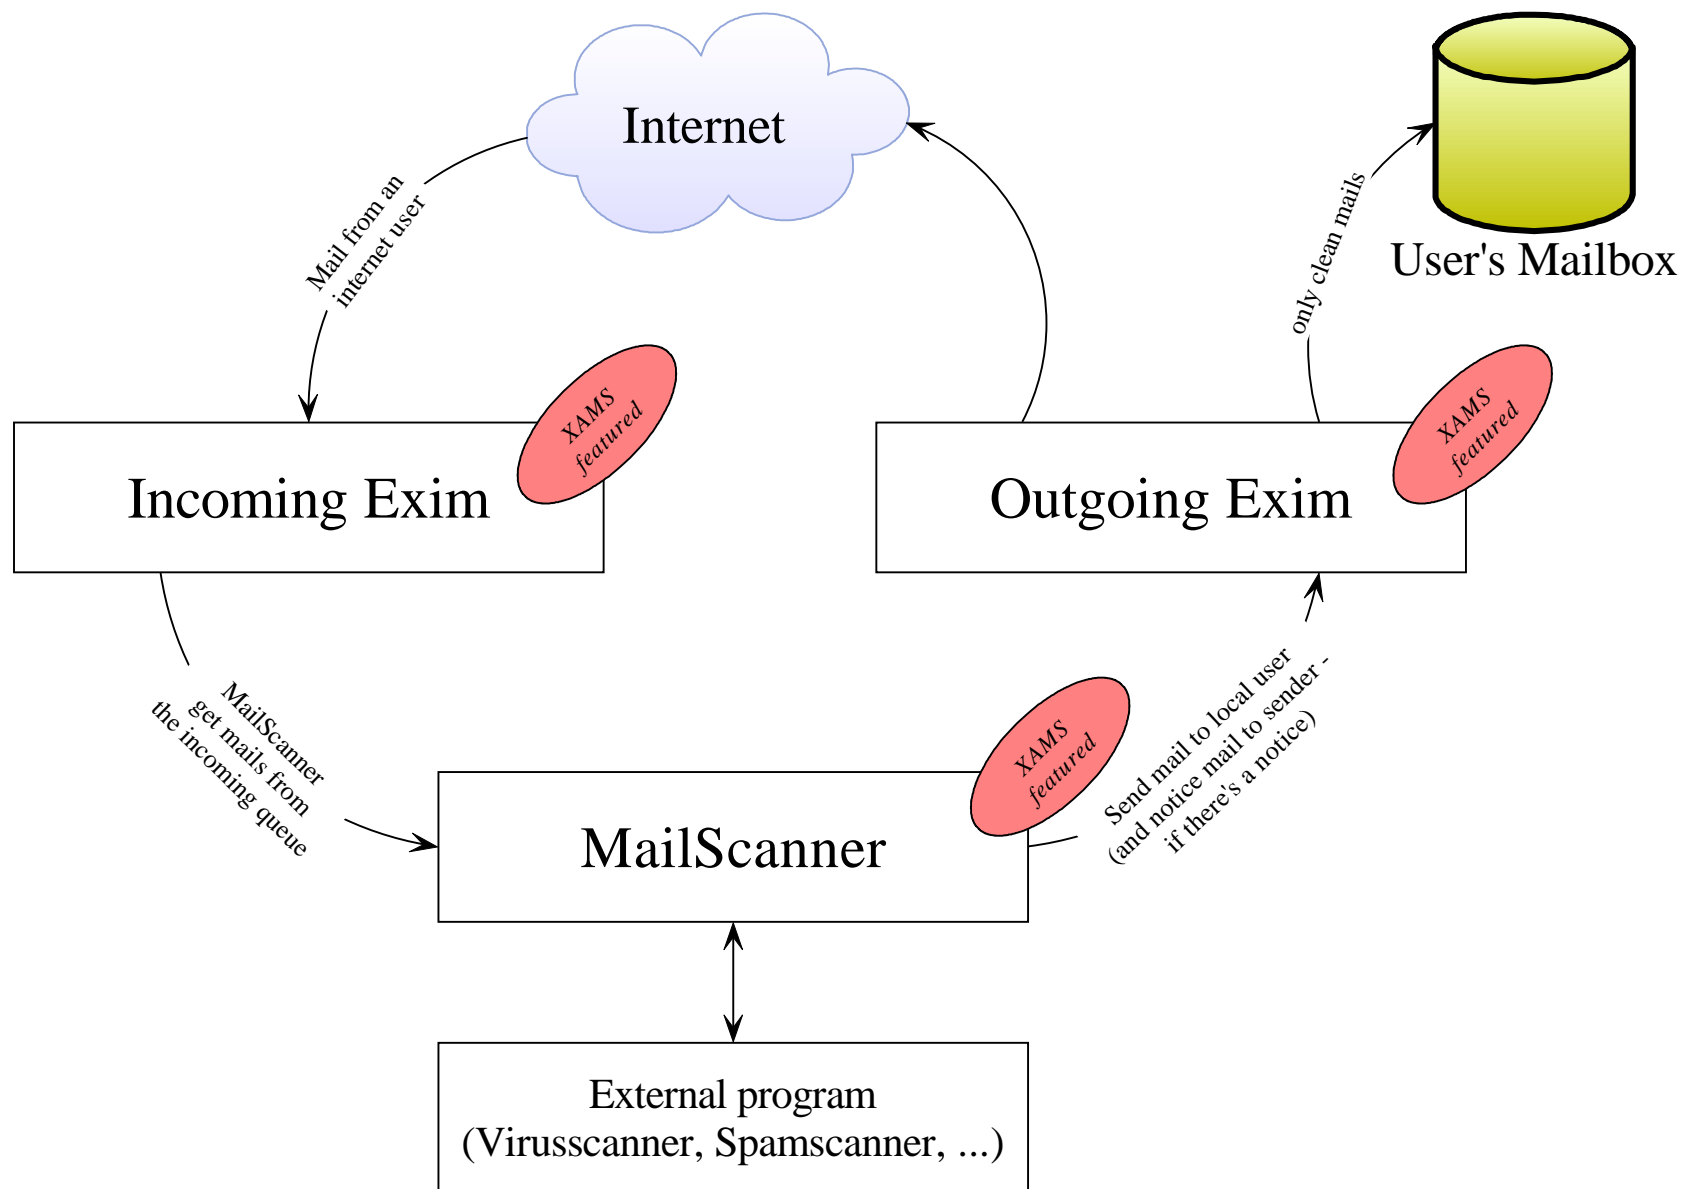 Internet
User's Mailbox
Mail from an
internet user
only clean mails
XAMS
featured
XAMS
featured
Incoming Exim
Outgoing Exim
MailScanner
get mails from
the incoming queue
Send mail to local user
(and notice mail to sender -
if there's a notice)
XAMS
featured
MailScanner
External program
(Virusscanner, Spamscanner, ...)